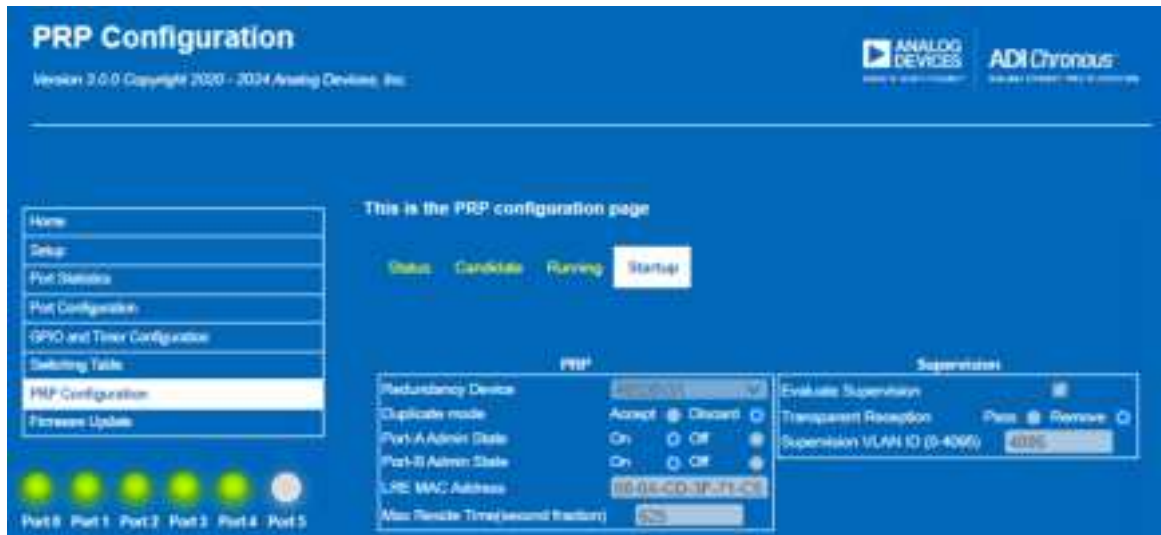 PRP Configuration
Version 3.0.0 Copyright 2020 - 2024 Analog Devices, Inc.
ANALOG
DEVICES
ADI Chronous
This is the PRP configuration page
Home
Setup
Port Statistics
Port Configuration
GPIO and Timer Configuration
Switching Table
PRP Configuration
Firmware Update
Status Candidate Running Startup
PRP
Redundancy Device
Duplicate mode Accept Discard
Port-A Admin State On Off
Port-B Admin State On Off
LRE MAC Address
Max Reside Time(second fraction) 625
Supervision
Evaluate Supervision
Transparent Reception Pass Remove
Supervision VLAN ID (0-4095) 4095
Port 0 Port 1 Port 2 Port 3 Port 4 Port 5